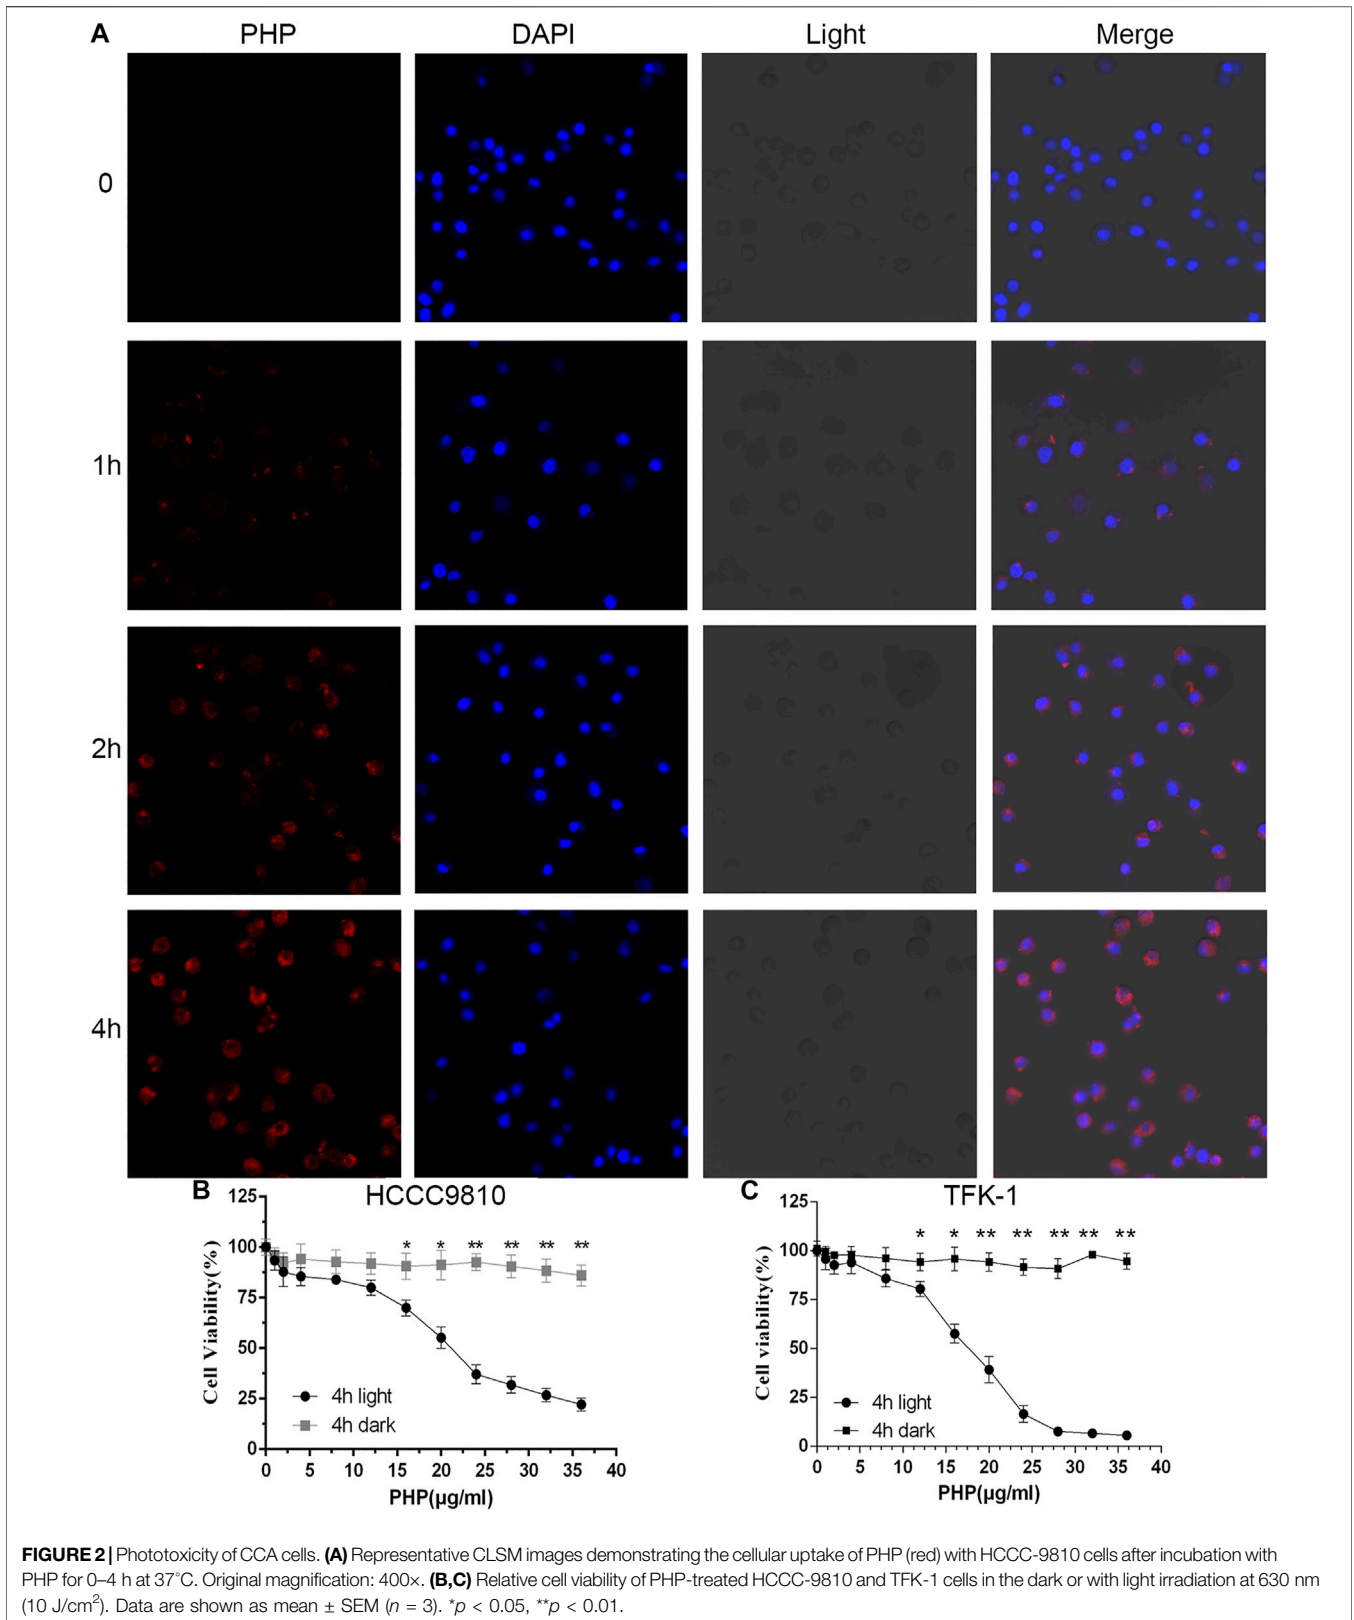 A PHP DAPI Light Merge
0
1h
2h
4h
B HCCC9810
125
100
75
50
25
0
Cell Viability(%)
* * ** ** ** **
4h light
4h dark
0 5 10 15 20 25 30 35 40
PHP(µg/ml)
C TFK-1
125
100
75
50
25
0
Cell viability(%)
* * ** ** ** ** **
4h light
4h dark
0 5 10 15 20 25 30 35 40
PHP(µg/ml)
FIGURE 2 | Phototoxicity of CCA cells. (A) Representative CLSM images demonstrating the cellular uptake of PHP (red) with HCCC-9810 cells after incubation with
PHP for 0–4 h at 37°C. Original magnification: 400×. (B,C) Relative cell viability of PHP-treated HCCC-9810 and TFK-1 cells in the dark or with light irradiation at 630 nm
(10 J/cm²). Data are shown as mean ± SEM (n = 3). *p < 0.05, **p < 0.01.